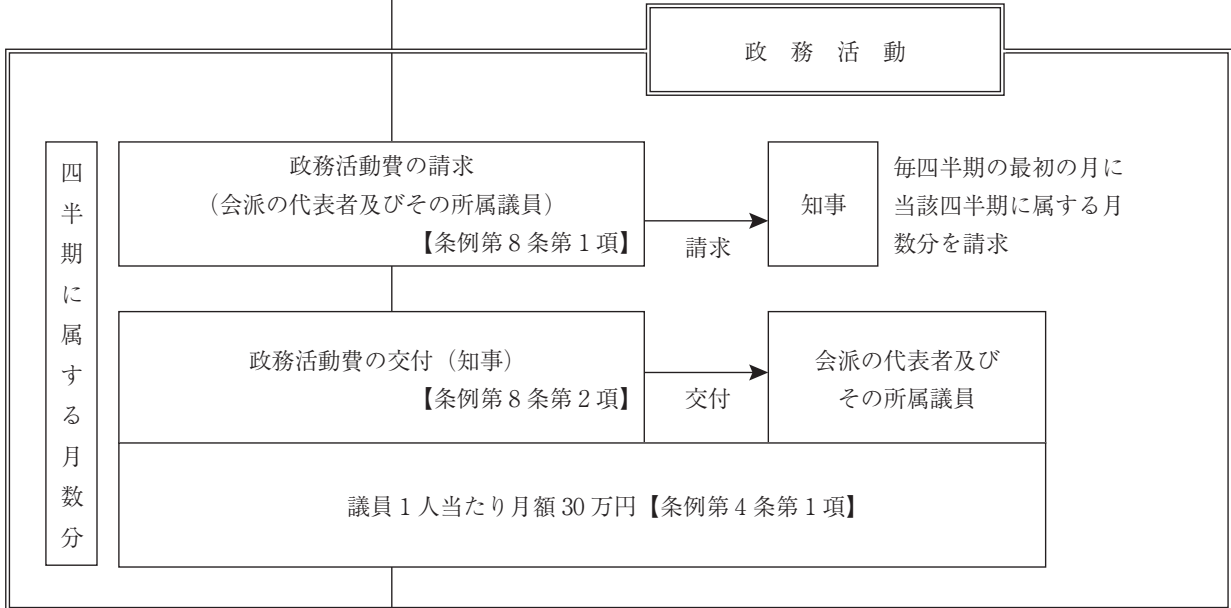 政　務　活　動
四半期に属する月数分
政務活動費の請求
（会派の代表者及びその所属議員）
【条例第８条第１項】
請求
知事
毎四半期の最初の月に
当該四半期に属する月
数分を請求
政務活動費の交付（知事）
【条例第８条第２項】
交付
会派の代表者及び
その所属議員
議員１人当たり月額 30 万円【条例第４条第１項】